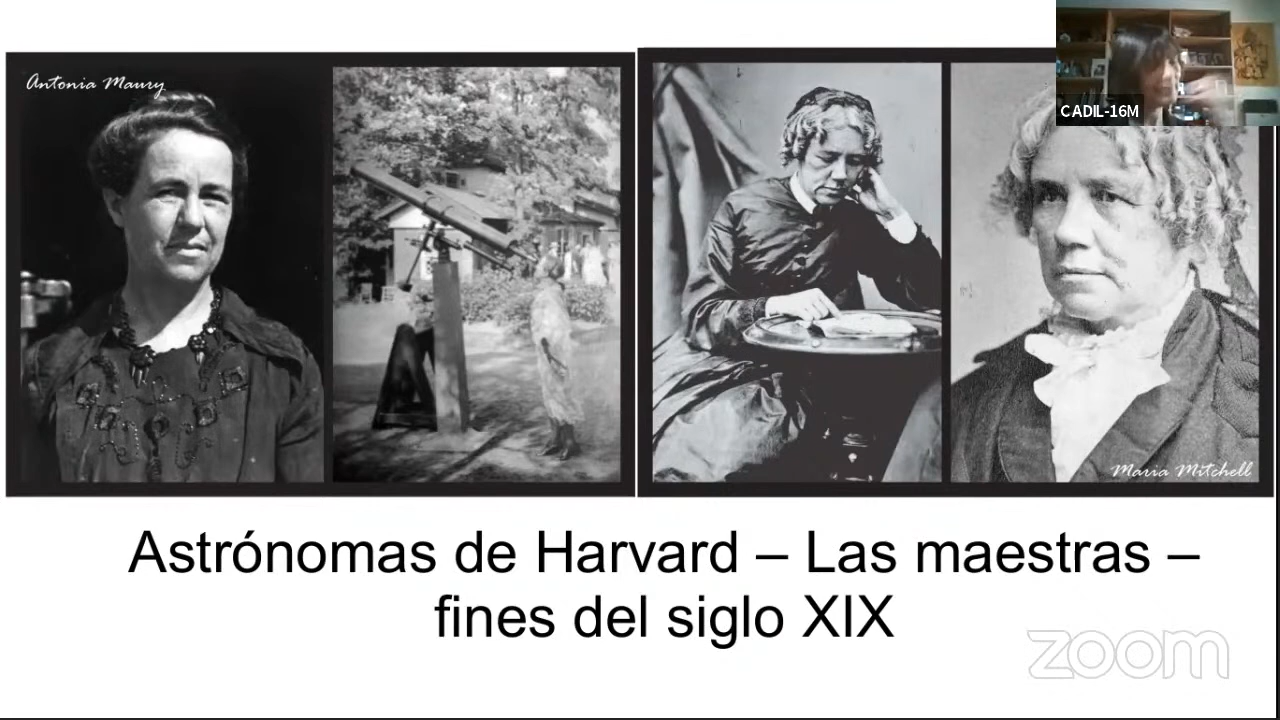 Antonia Maury
CADIL-16M
Maria Mitchell
Astrónomas de Harvard – Las maestras –
fines del siglo XIX
zoom